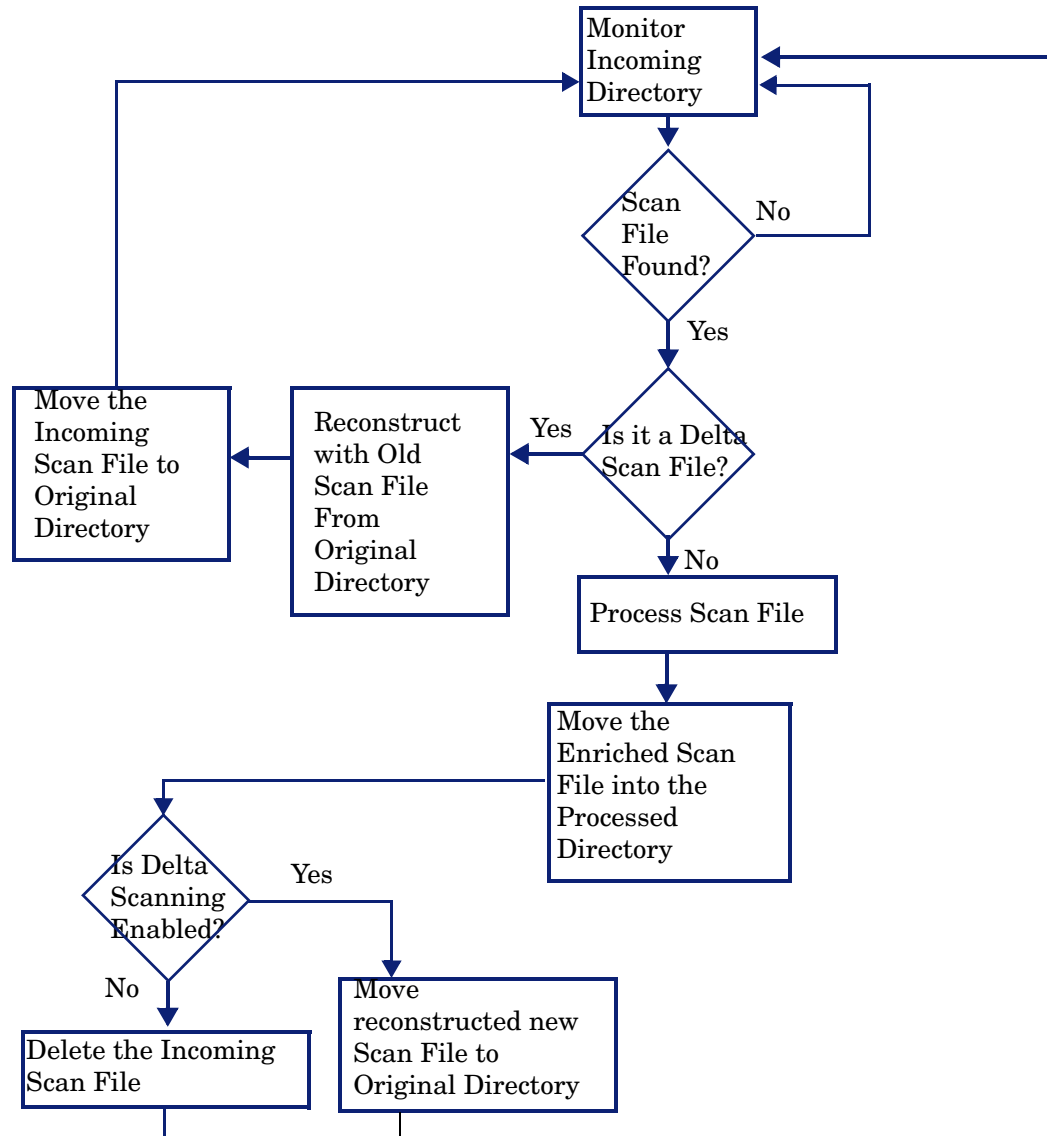 Monitor
Incoming
Directory
Scan
File
Found?
No
Yes
Move the
Incoming
Scan File to
Original
Directory
Reconstruct
with Old
Scan File
From
Original
Directory
Yes
Is it a Delta
Scan File?
No
Process Scan File
Move the
Enriched Scan
File into the
Processed
Directory
Is Delta
Scanning
Enabled?
Yes
No
Delete the Incoming
Scan File
Move
reconstructed new
Scan File to
Original Directory